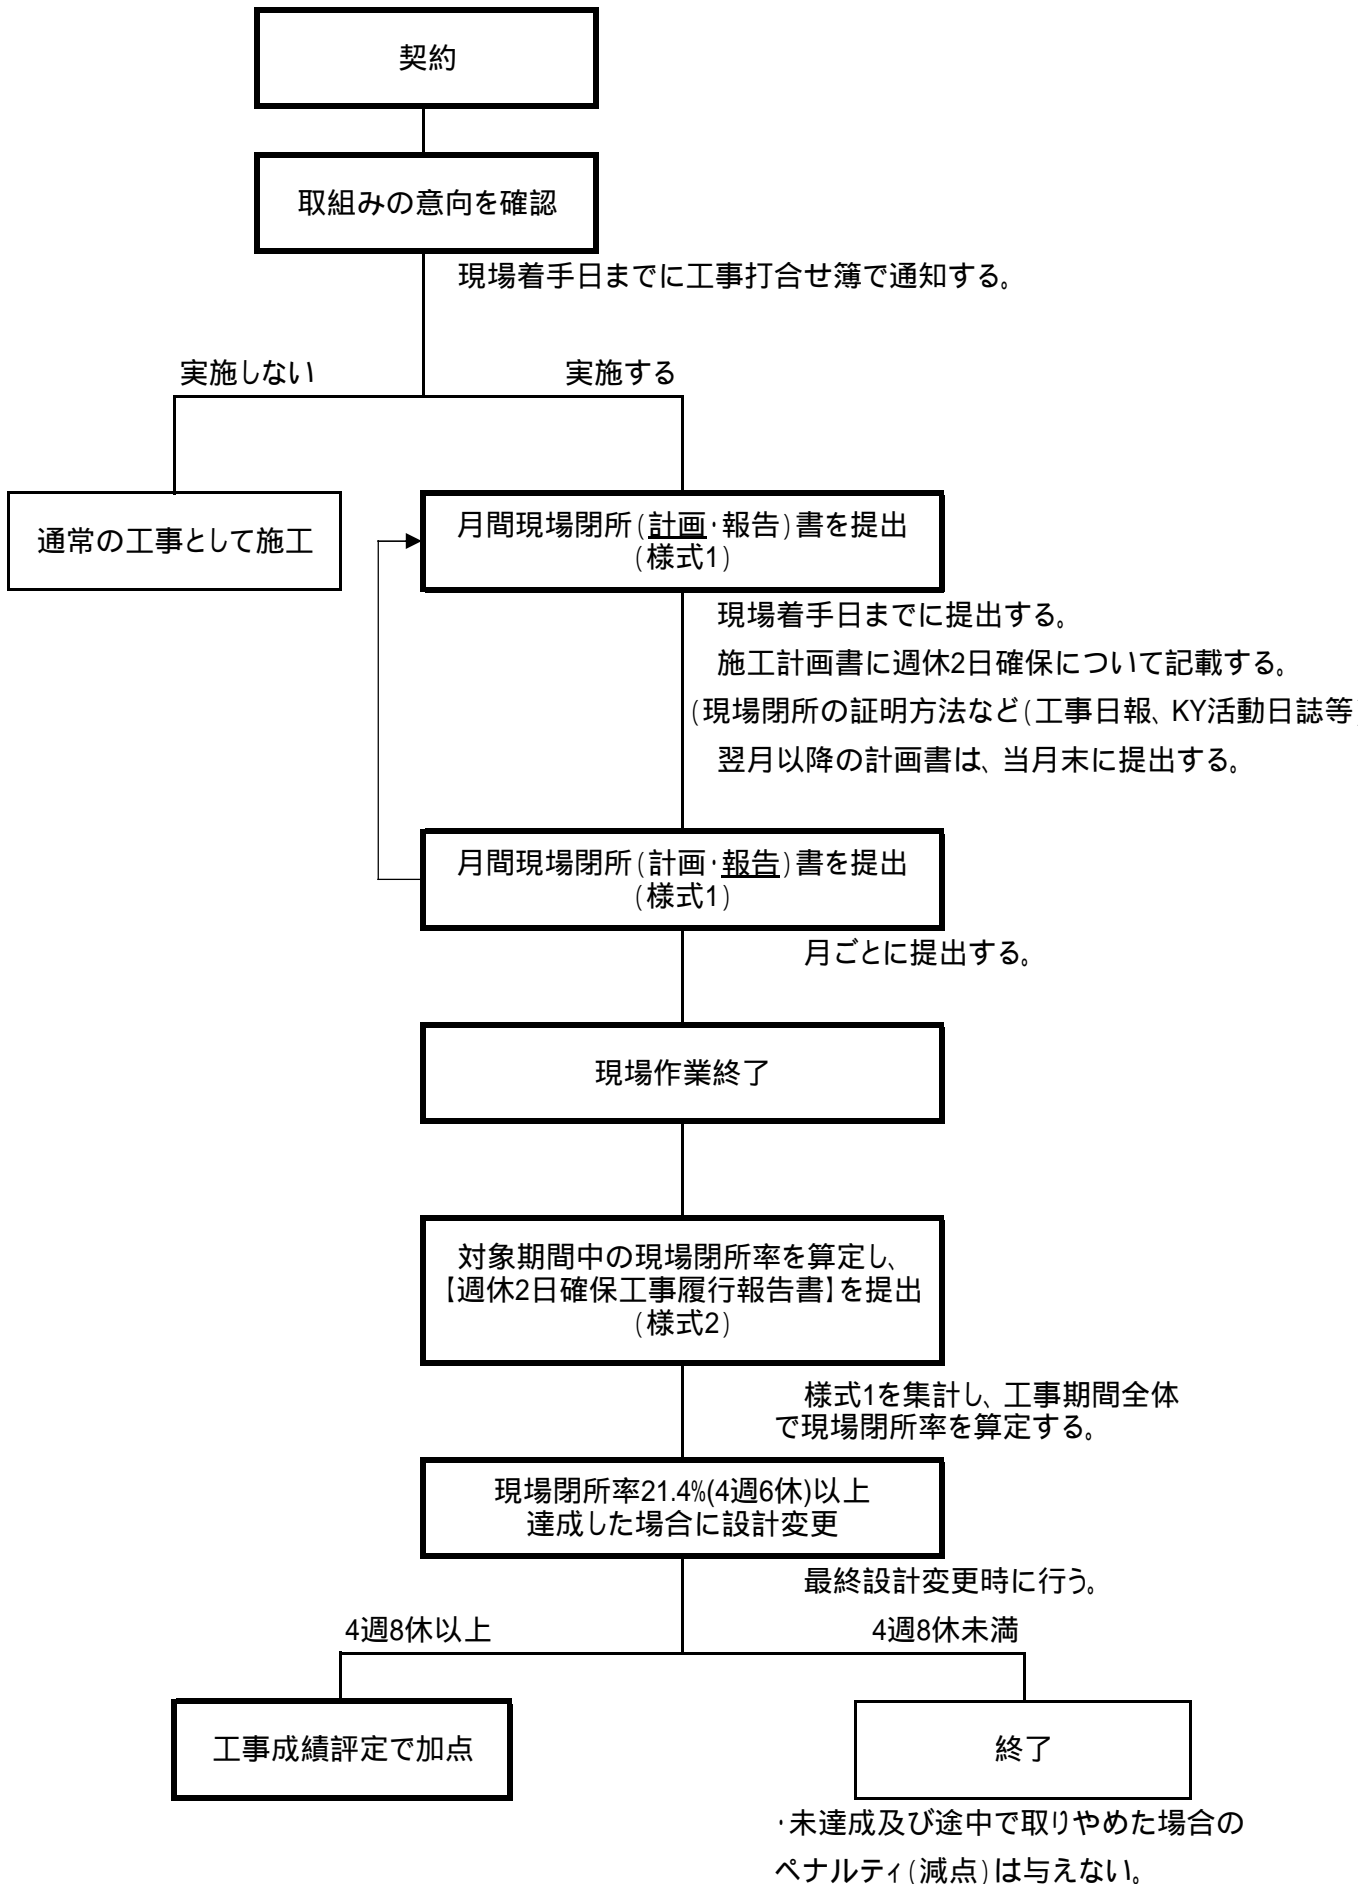 契約
取組みの意向を確認
現場着手日までに工事打合せ簿で通知する。
実施しない
実施する
通常の工事として施工
月間現場閉所(計画・報告)書を提出
(様式1)
現場着手日までに提出する。
施工計画書に週休2日確保について記載する。
(現場閉所の証明方法など(工事日報、KY活動日誌等
翌月以降の計画書は、当月末に提出する。
月間現場閉所(計画・報告)書を提出
(様式1)
月ごとに提出する。
現場作業終了
対象期間中の現場閉所率を算定し、
【週休2日確保工事履行報告書】を提出
(様式2)
様式1を集計し、工事期間全体
で現場閉所率を算定する。
現場閉所率21.4%(4週6休)以上
達成した場合に設計変更
最終設計変更時に行う。
4週8休以上
4週8休未満
工事成績評定で加点
終了
・未達成及び途中で取りやめた場合の
ペナルティ(減点)は与えない。